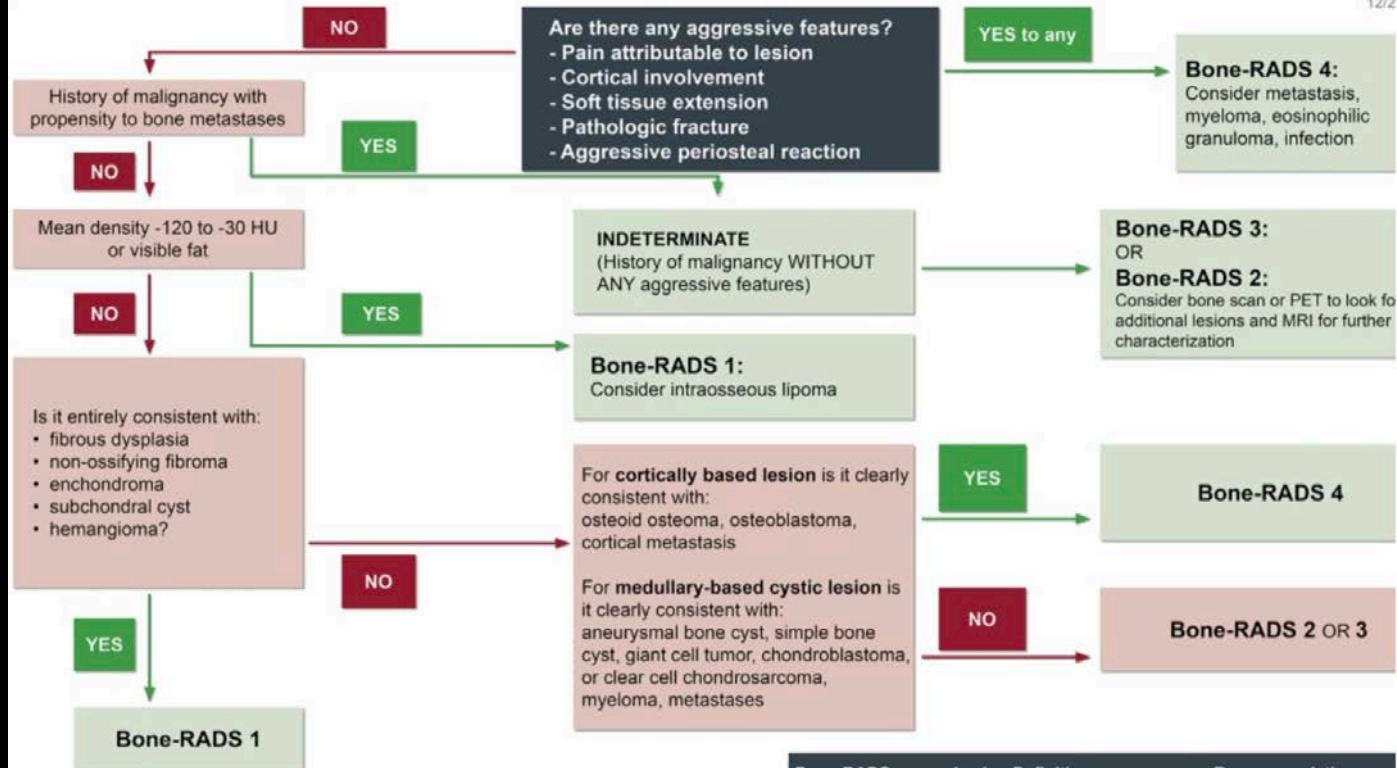 12/2
NO
Are there any aggressive features?
- Pain attributable to lesion
- Cortical involvement
- Soft tissue extension
- Pathologic fracture
- Aggressive periosteal reaction
YES to any
Bone-RADS 4:
Consider metastasis,
myeloma, eosinophilic
granuloma, infection
History of malignancy with
propensity to bone metastases
YES
NO
Mean density -120 to -30 HU
or visible fat
INDETERMINATE
(History of malignancy WITHOUT
ANY aggressive features)
Bone-RADS 3:
OR
Bone-RADS 2:
Consider bone scan or PET to look fo
additional lesions and MRI for further
characterization
NO
YES
Bone-RADS 1:
Consider intraosseous lipoma
Is it entirely consistent with:
• fibrous dysplasia
• non-ossifying fibroma
• enchondroma
• subchondral cyst
• hemangioma?
NO
For cortically based lesion is it clearly
consistent with:
osteoid osteoma, osteoblastoma,
cortical metastasis
For medullary-based cystic lesion is
it clearly consistent with:
aneurysmal bone cyst, simple bone
cyst, giant cell tumor, chondroblastoma,
or clear cell chondrosarcoma,
myeloma, metastases
YES
Bone-RADS 4
NO
Bone-RADS 2 OR 3
YES
Bone-RADS 1